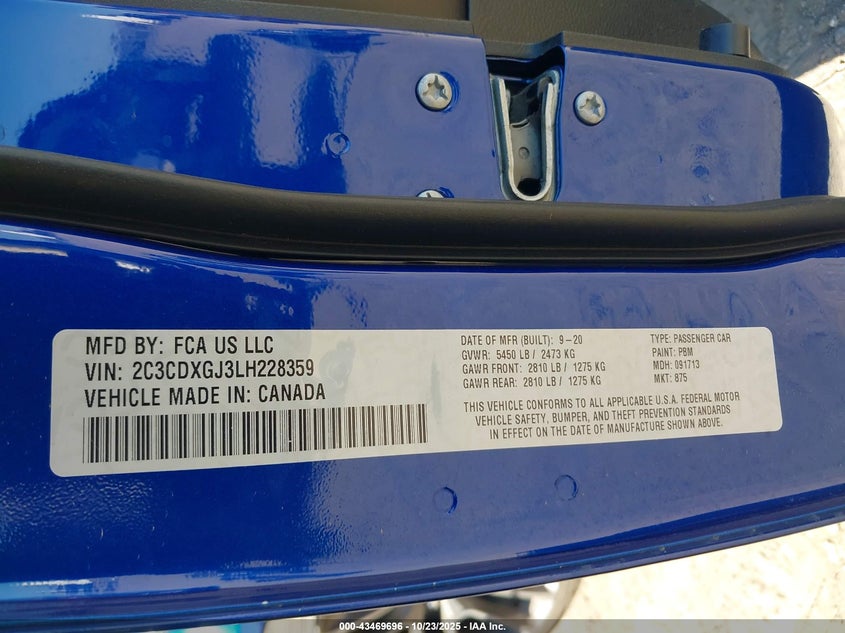 MFD BY: FCA US LLC
VIN: 2C3CDXGJ3LH228359
VEHICLE MADE IN: CANADA
DATE OF MFR (BUILT): 9-20
GVWR: 5450 LB / 2473 KG
GAWR FRONT: 2810 LB / 1275 KG
GAWR REAR: 2810 LB / 1275 KG
TYPE: PASSENGER CAR
PAINT: PBM
MDH: 091713
MKT: 875
THIS VEHICLE CONFORMS TO ALL APPLICABLE U.S.A. FEDERAL MOTOR
VEHICLE SAFETY, BUMPER, AND THEFT PREVENTION STANDARDS
IN EFFECT ON THE DATE OF MANUFACTURE SHOWN ABOVE.
000-43469696 - 10/23/2025 - IAA Inc.